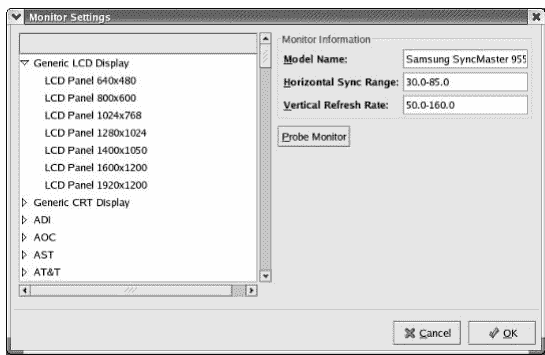 Monitor Settings
Generic LCD Display
LCD Panel 640x480
LCD Panel 800x600
LCD Panel 1024x768
LCD Panel 1280x1024
LCD Panel 1400x1050
LCD Panel 1600x1200
LCD Panel 1920x1200
Generic CRT Display
ADI
AOC
AST
AT&T
Monitor Information
Model Name: Samsung SyncMaster 955
Horizontal Sync Range: 30.0-85.0
Vertical Refresh Rate: 50.0-160.0
Probe Monitor
Cancel
OK